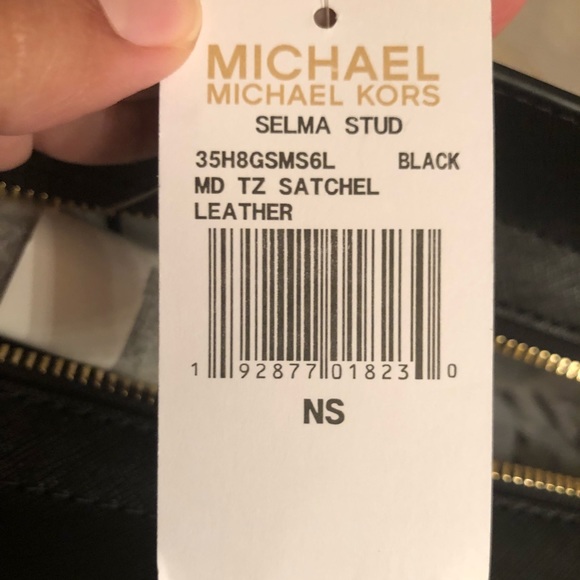 MICHAEL
MICHAEL KORS
SELMA STUD
35H8GSMS6L BLACK
MD TZ SATCHEL
LEATHER
1 92877 01823 0
NS